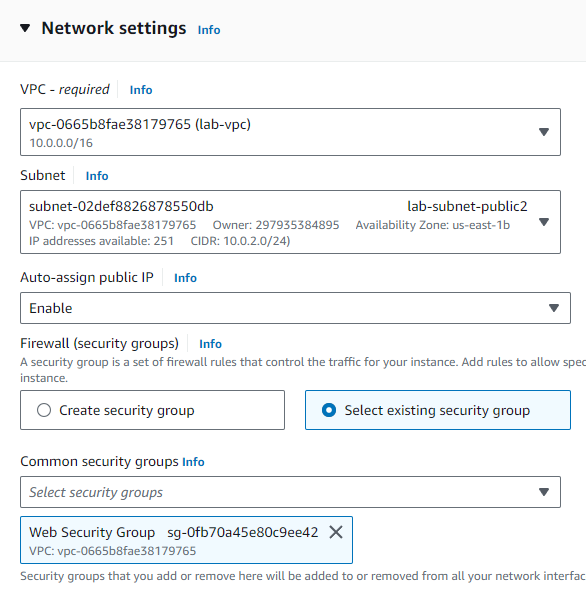 Network settings Info
VPC - required Info
vpc-0665b8fae38179765 (lab-vpc)
10.0.0.0/16
Subnet Info
subnet-02def8826878550db lab-subnet-public2
VPC: vpc-0665b8fae38179765 Owner: 297935384895 Availability Zone: us-east-1b
IP addresses available: 251 CIDR: 10.0.2.0/24)
Auto-assign public IP Info
Enable
Firewall (security groups) Info
A security group is a set of firewall rules that control the traffic for your instance. Add rules to allow spec
instance.
Create security group Select existing security group
Common security groups Info
Select security groups
Web Security Group sg-0fb70a45e80c9ee42
VPC: vpc-0665b8fae38179765
Security groups that you add or remove here will be added to or removed from all your network interfac